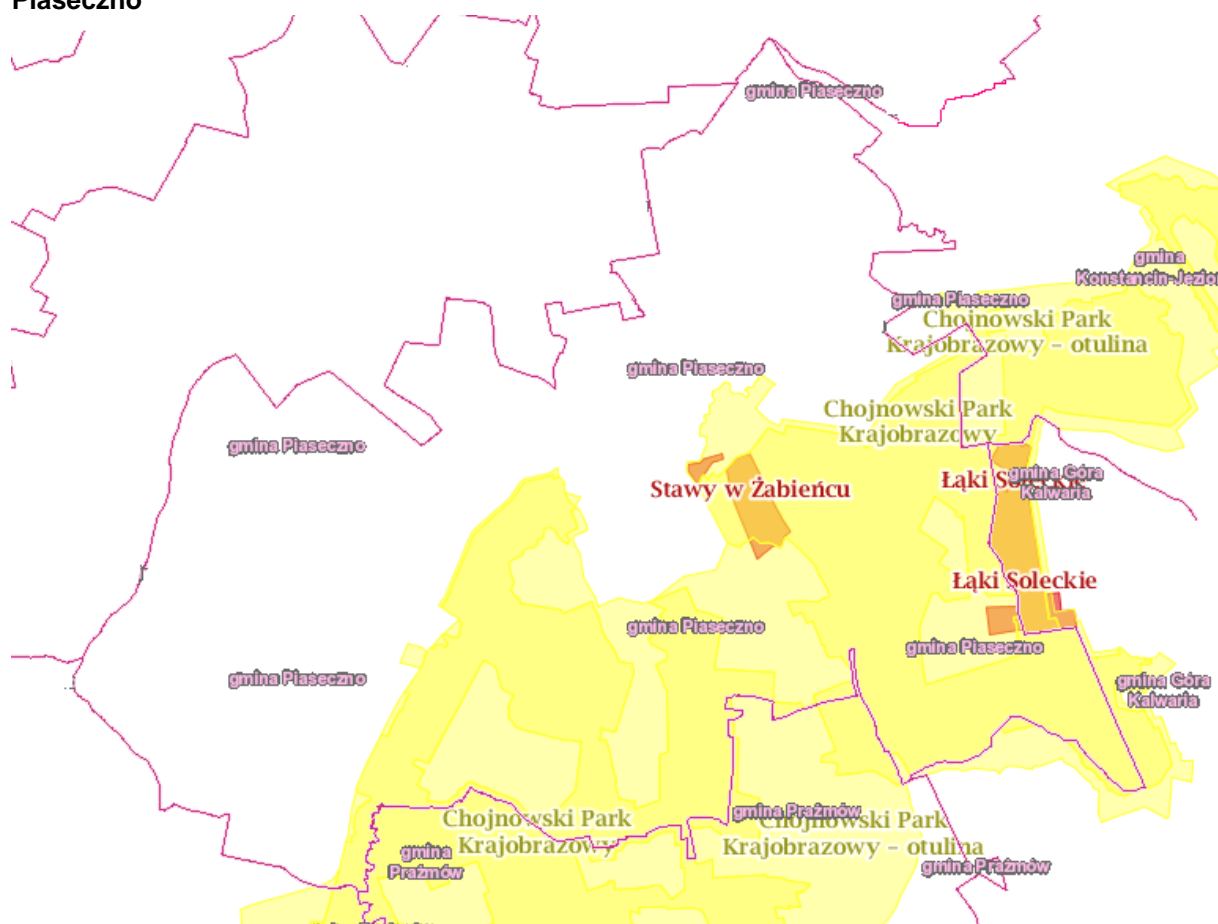 Piaseczno
gmina Piaseczno
gmina
Konstancin-Jezior
gmina Piaseczno
Chojnowski Park
Krajobrazowy – otulina
gmina Piaseczno
Chojnowski Park
Krajobrazowy
gmina Piaseczno
Łąki Soleckie
gmina Góra
Kalwaria
Stawy w Żabieńcu
Łąki Soleckie
gmina Piaseczno
gmina Piaseczno
gmina Piaseczno
gmina Góra
Kalwaria
gmina Prażmów
Chojnowski Park
Krajobrazowy
Chojnowski Park
Krajobrazowy – otulina
gmina
Prażmów
gmina Prażmów